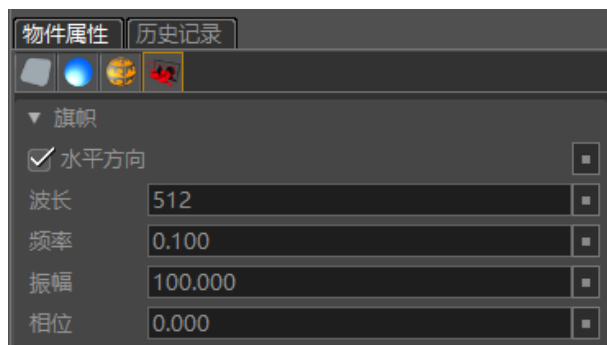 物件属性 历史记录
▼ 旗帜
水平方向
波长 512
频率 0.100
振幅 100.000
相位 0.000